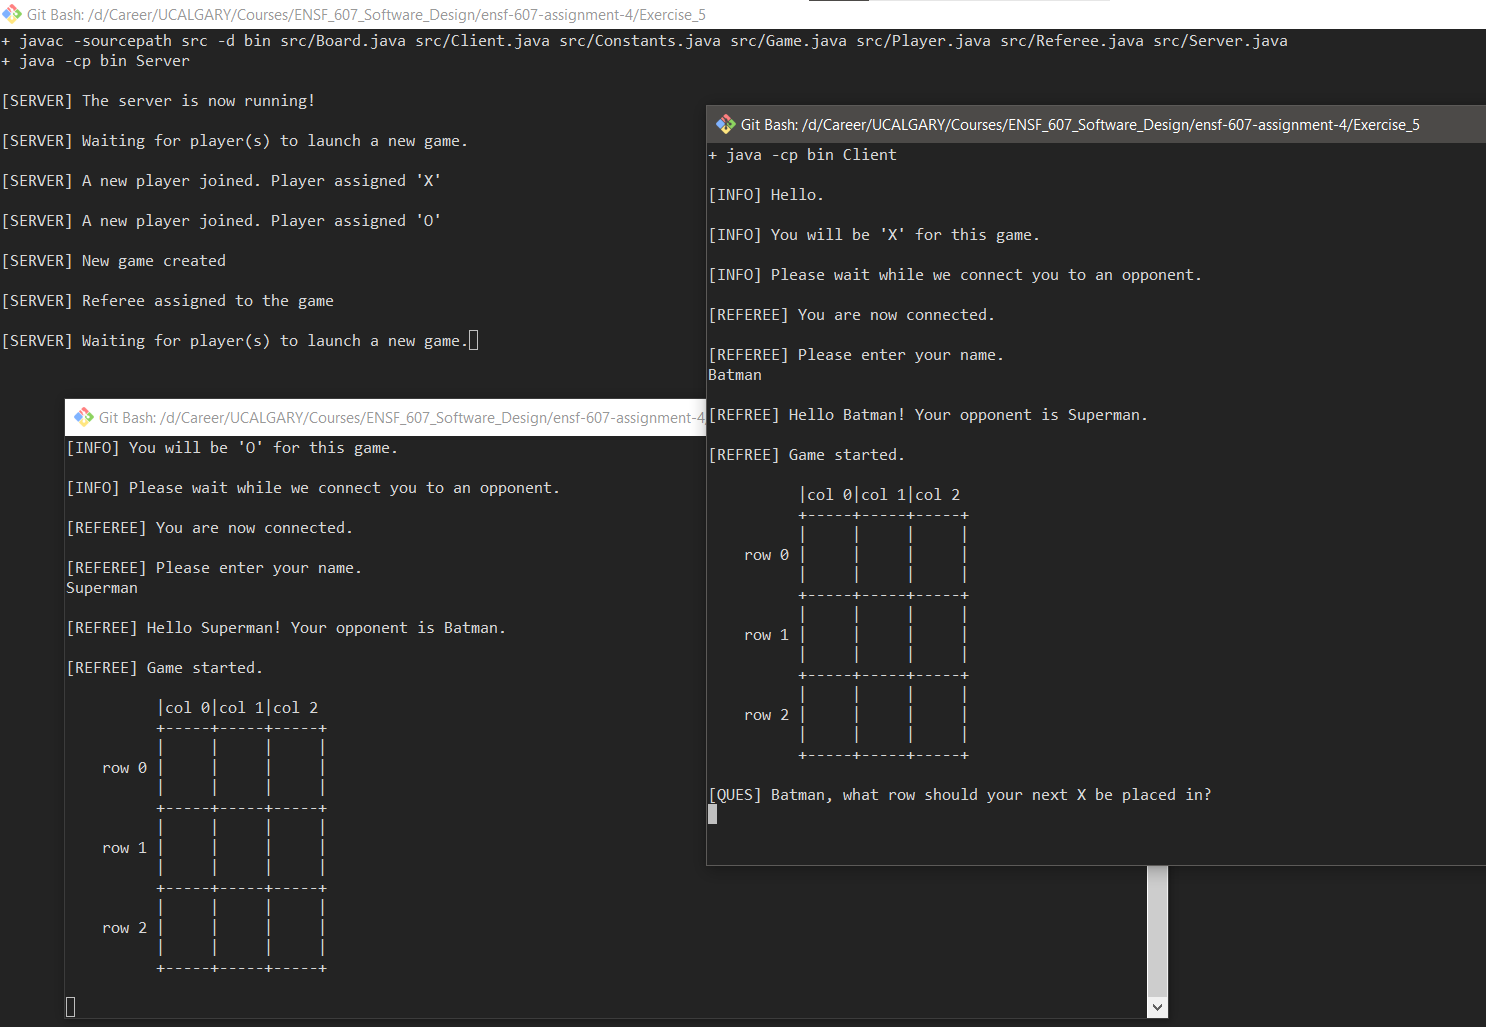 Git Bash: /d/Career/UCALGARY/Courses/ENSF_607_Software_Design/ensf-607-assignment-4/Exercise_5
+ javac -sourcepath src -d bin src/Board.java src/Client.java src/Constants.java src/Game.java src/Player.java src/Referee.java src/Server.java
+ java -cp bin Server
[SERVER] The server is now running!
[SERVER] Waiting for player(s) to launch a new game.
[SERVER] A new player joined. Player assigned 'X'
[SERVER] A new player joined. Player assigned 'O'
[SERVER] New game created
[SERVER] Referee assigned to the game
[SERVER] Waiting for player(s) to launch a new game.
Git Bash: /d/Career/UCALGARY/Courses/ENSF_607_Software_Design/ensf-607-assignment-4/Exercise_5
+ java -cp bin Client
[INFO] Hello.
[INFO] You will be 'X' for this game.
[INFO] Please wait while we connect you to an opponent.
[REFEREE] You are now connected.
[REFEREE] Please enter your name.
Batman
[REFREE] Hello Batman! Your opponent is Superman.
[REFREE] Game started.
          |col 0|col 1|col 2
          +-----+-----+-----+
          |     |     |     |
    row 0 |     |     |     |
          |     |     |     |
          +-----+-----+-----+
          |     |     |     |
    row 1 |     |     |     |
          |     |     |     |
          +-----+-----+-----+
          |     |     |     |
    row 2 |     |     |     |
          |     |     |     |
          +-----+-----+-----+
[QUES] Batman, what row should your next X be placed in?
Git Bash: /d/Career/UCALGARY/Courses/ENSF_607_Software_Design/ensf-607-assignment-4
[INFO] You will be 'O' for this game.
[INFO] Please wait while we connect you to an opponent.
[REFEREE] You are now connected.
[REFEREE] Please enter your name.
Superman
[REFREE] Hello Superman! Your opponent is Batman.
[REFREE] Game started.
          |col 0|col 1|col 2
          +-----+-----+-----+
          |     |     |     |
    row 0 |     |     |     |
          |     |     |     |
          +-----+-----+-----+
          |     |     |     |
    row 1 |     |     |     |
          |     |     |     |
          +-----+-----+-----+
          |     |     |     |
    row 2 |     |     |     |
          |     |     |     |
          +-----+-----+-----+